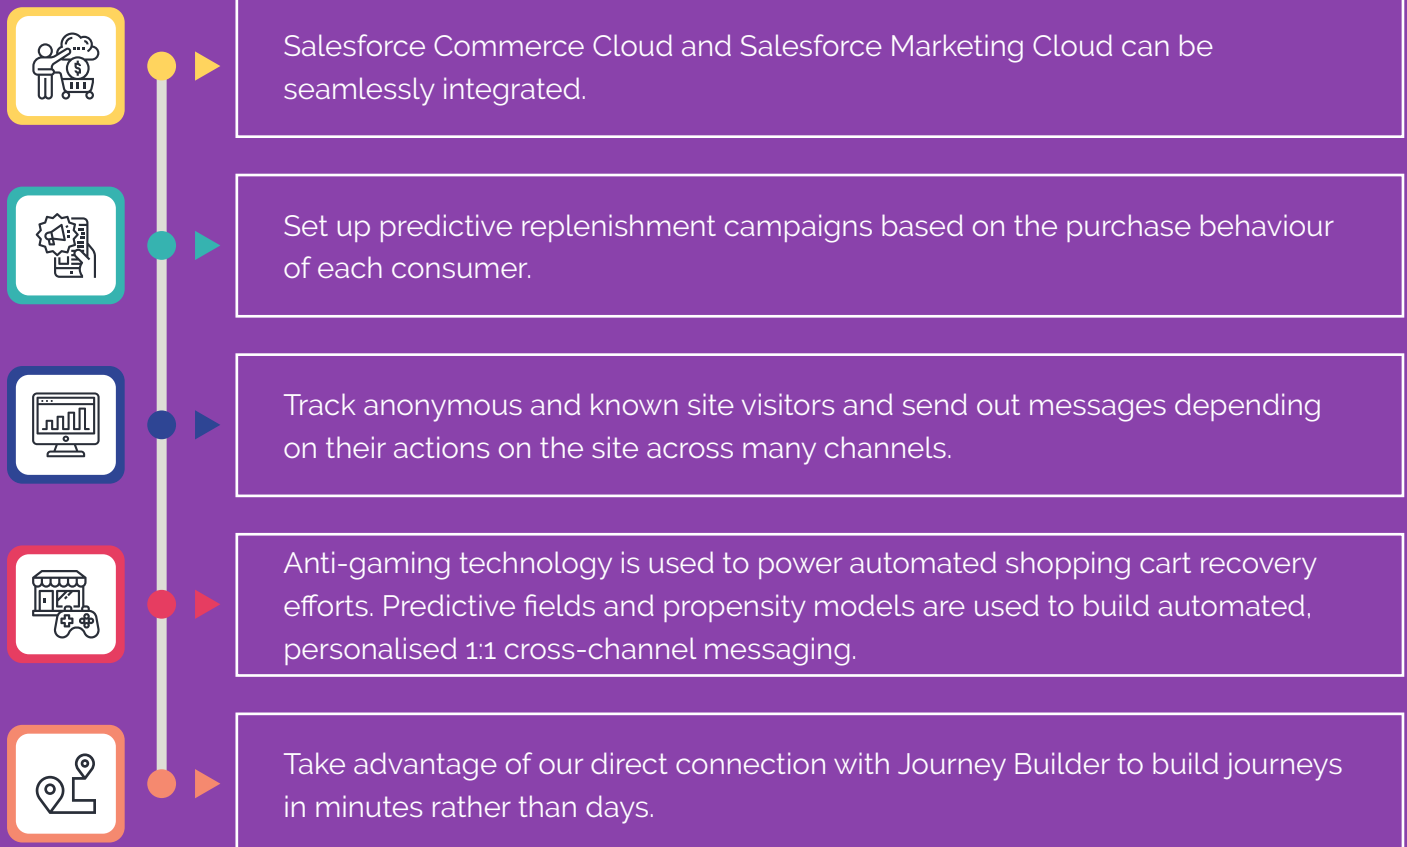 Salesforce Commerce Cloud and Salesforce Marketing Cloud can be
seamlessly integrated.
Set up predictive replenishment campaigns based on the purchase behaviour
of each consumer.
Track anonymous and known site visitors and send out messages depending
on their actions on the site across many channels.
Anti-gaming technology is used to power automated shopping cart recovery
efforts. Predictive fields and propensity models are used to build automated,
personalised 1:1 cross-channel messaging.
Take advantage of our direct connection with Journey Builder to build journeys
in minutes rather than days.